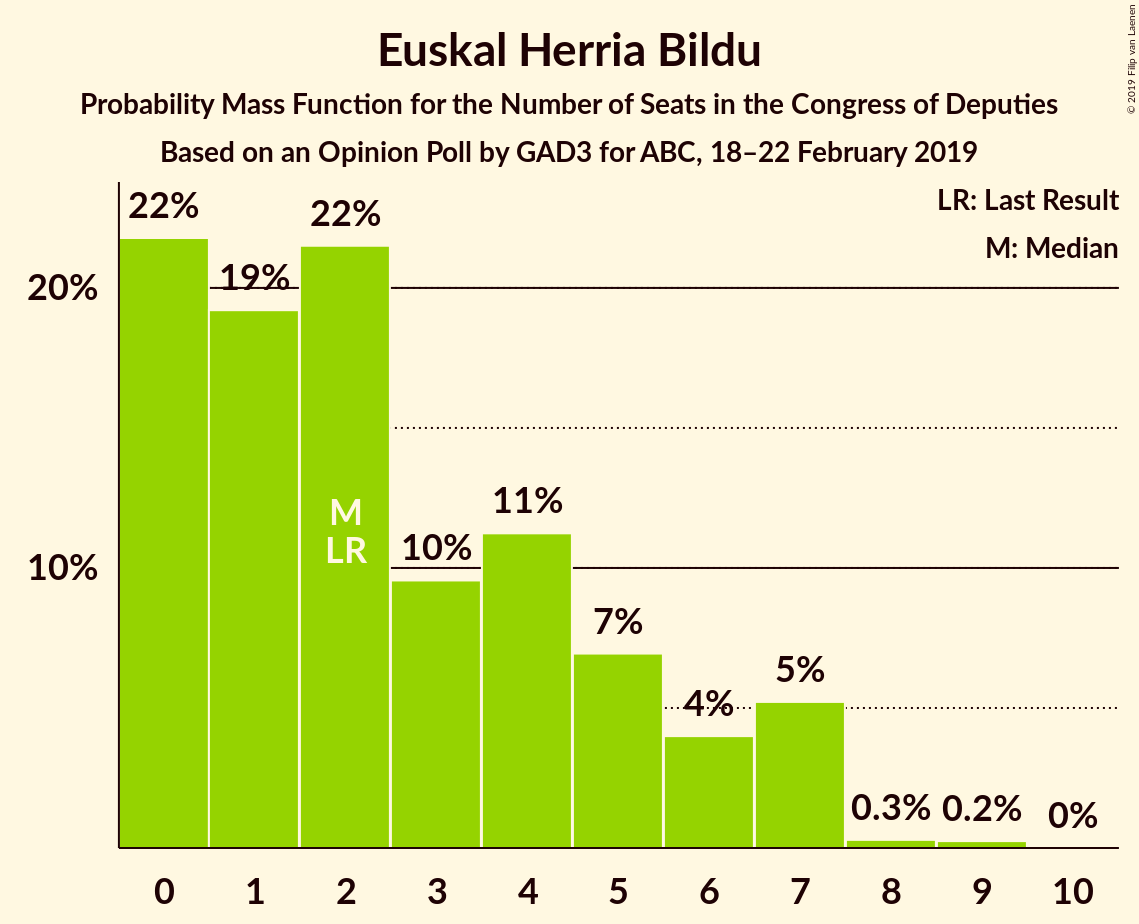 Euskal Herria Bildu
Probability Mass Function for the Number of Seats in the Congress of Deputies
Based on an Opinion Poll by GAD3 for ABC, 18–22 February 2019
© 2019 Filip van Laenen
LR: Last Result
M: Median
20%
10%
22%
19%
22%
M
LR
10%
11%
7%
4%
5%
0.3%
0.2%
0%
0 1 2 3 4 5 6 7 8 9 10